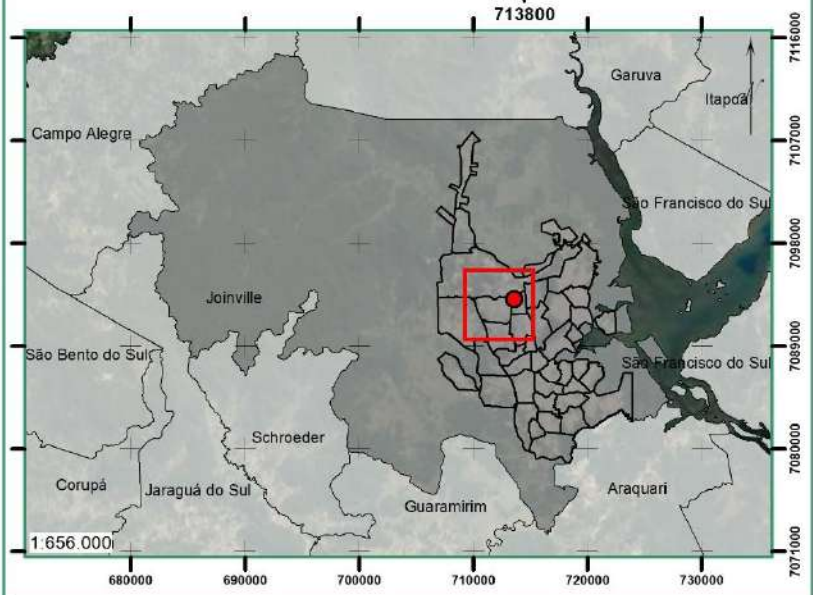 713800
7116000
Garuva
Itapoá
Campo Alegre
7107000
São Francisco do Sul
7098000
Joinville
7089000
São Bento do Sul
São Francisco do Sul
Schroeder
7080000
Corupá
Jaraguá do Sul
Guaramirim
Araquari
1:656.000
7071000
680000 690000 700000 710000 720000 730000